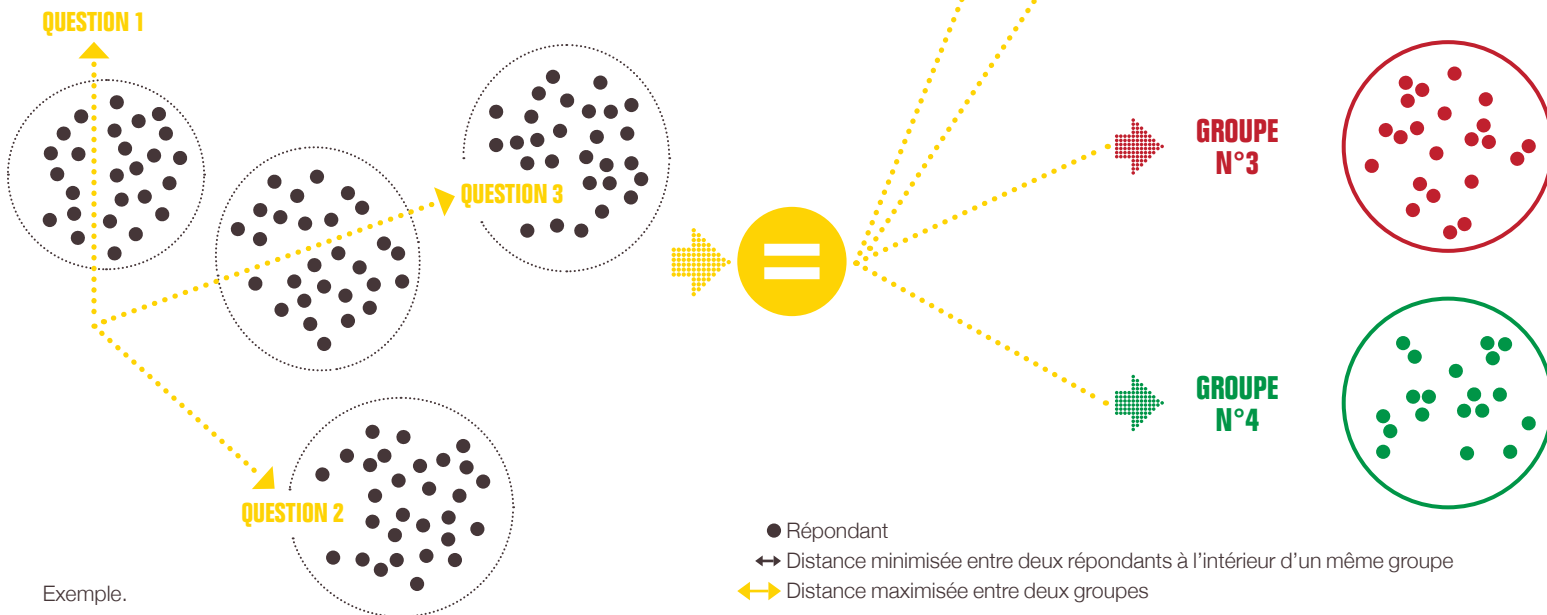 QUESTION 1
QUESTION 3
QUESTION 2
GROUPE
N°3
GROUPE
N°4
Répondant
Distance minimisée entre deux répondants à l’intérieur d’un même groupe
Distance maximisée entre deux groupes
Exemple.